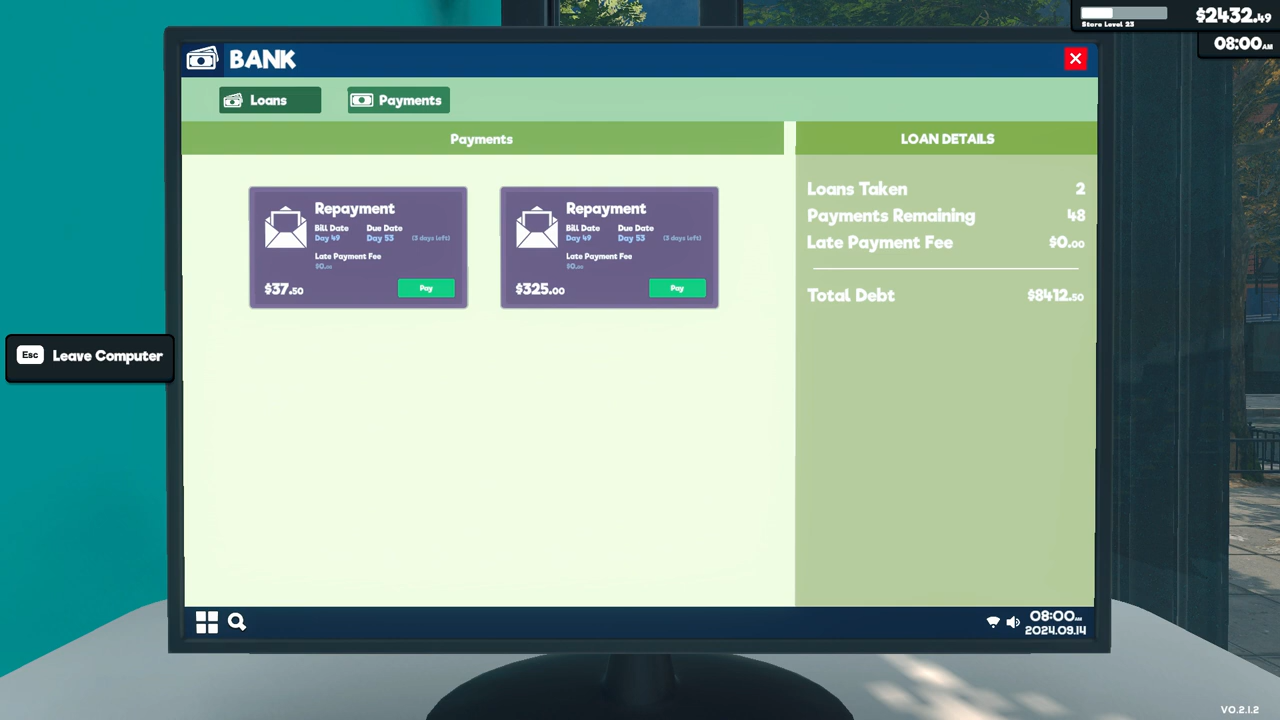 $2432.49
Store Level 23
08:00AM
BANK
Loans
Payments
Payments
LOAN DETAILS
Repayment
Bill Date
Due Date
Day 49
Day 53
(3 days left)
Late Payment Fee
$0.00
$37.50
Pay
Repayment
Bill Date
Due Date
Day 49
Day 53
(3 days left)
Late Payment Fee
$0.00
$325.00
Pay
Loans Taken 2
Payments Remaining 48
Late Payment Fee $0.00
Total Debt $8412.50
Esc Leave Computer
08:00AM
2024.09.14
V0.2.1.2